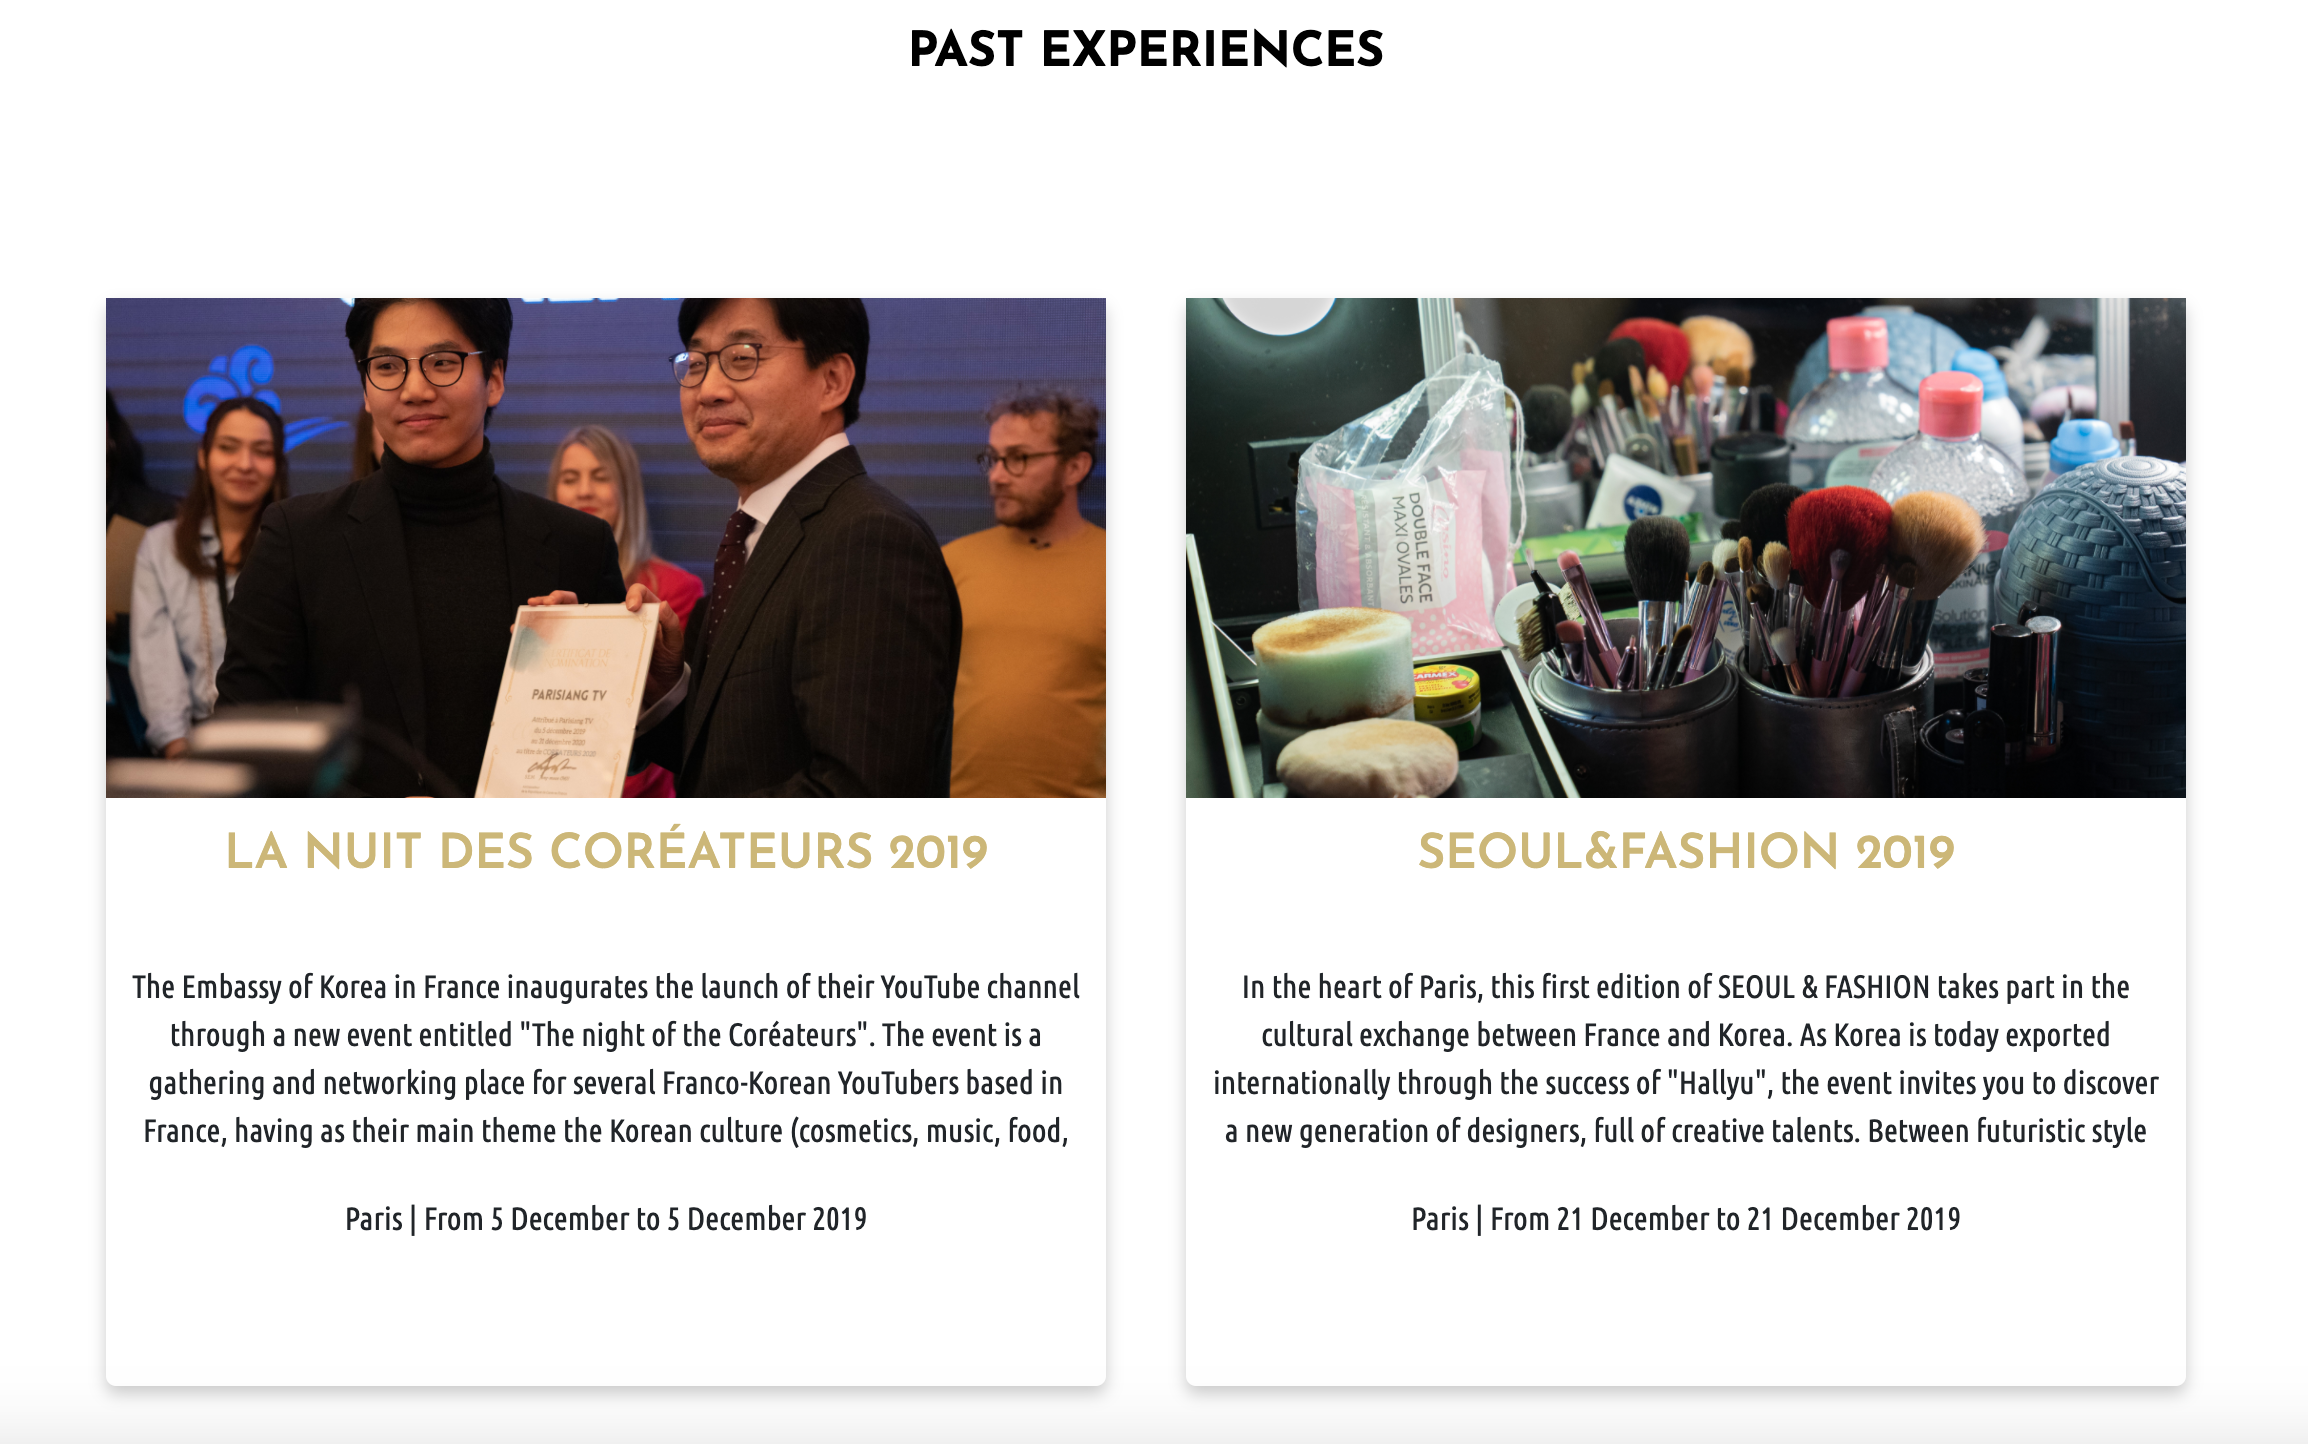 PAST EXPERIENCES
PARISIANG TV
DOUBLE FACE
MAXI OVALES
CARMEX
Solution
LA NUIT DES CORÉATEURS 2019
The Embassy of Korea in France inaugurates the launch of their YouTube channel
through a new event entitled "The night of the Coréateurs". The event is a
gathering and networking place for several Franco-Korean YouTubers based in
France, having as their main theme the Korean culture (cosmetics, music, food,
Paris | From 5 December to 5 December 2019
SEOUL&FASHION 2019
In the heart of Paris, this first edition of SEOUL & FASHION takes part in the
cultural exchange between France and Korea. As Korea is today exported
internationally through the success of "Hallyu", the event invites you to discover
a new generation of designers, full of creative talents. Between futuristic style
Paris | From 21 December to 21 December 2019